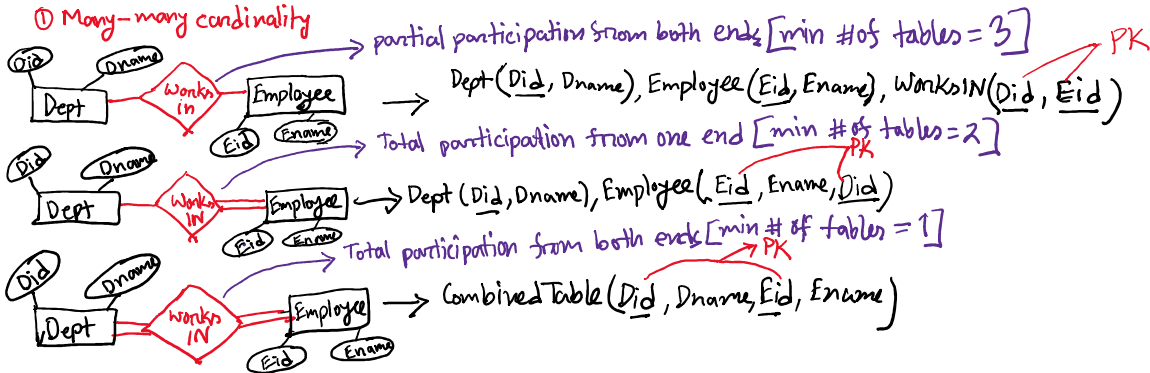 ① Many-many cardinality
partial participation from both ends [min # of tables = 3]
Did
Dname
Dept
Works in
Employee
Eid
Ename
Dept(Did, Dname), Employee(Eid, Ename), WorksIN(Did, Eid)
PK
Total participation from one end [min # of tables = 2]
Did
Dname
Dept
Works IN
Employee
Eid
Ename
Dept(Did, Dname), Employee(Eid, Ename, Did)
PK
Total participation from both ends [min # of tables = 1]
Did
Dname
Dept
Works IN
Employee
Eid
Ename
CombinedTable(Did, Dname, Eid, Ename)
PK